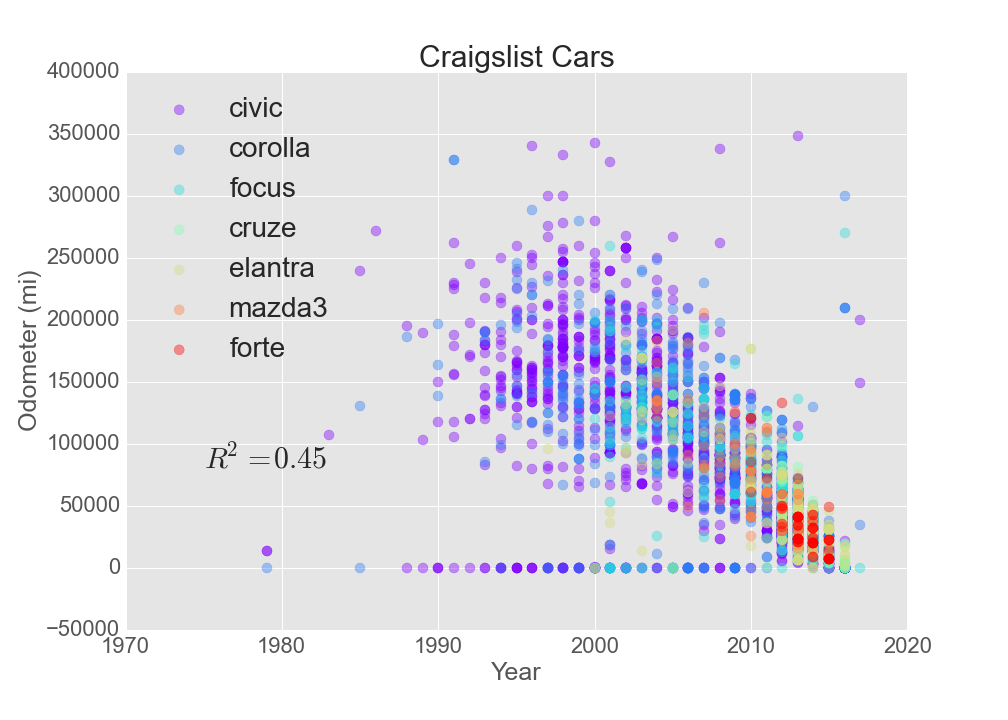 Craigslist Cars
400000
350000
300000
250000
200000
150000
100000
50000
0
−50000
Odometer (mi)
civic
corolla
focus
cruze
elantra
mazda3
forte
R² = 0.45
1970 1980 1990 2000 2010 2020
Year